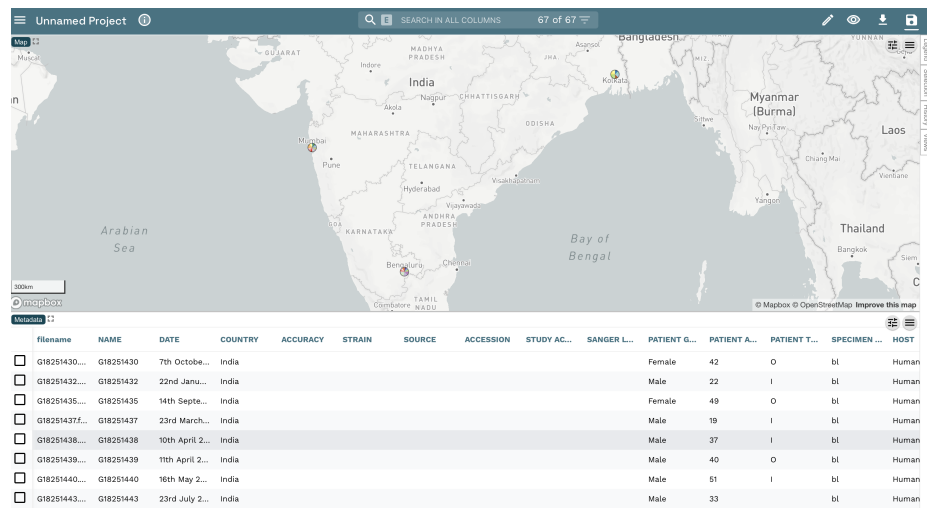 Unnamed Project
E SEARCH IN ALL COLUMNS 67 of 67
Map
Muscat
GUJARAT
MADHYA
PRADESH
JHA.
Asansol
Bangladesh
MIZ.
YUNNAN
Legend
Selection
History
Views
Indore
India
Kolkata
Akola
Nagpur
CHHATTISGARH
Myanmar
(Burma)
ODISHA
Sittwe
Nay Pyi Taw
Laos
MAHARASHTRA
Mumbai
Pune
TELANGANA
Chiang Mai
Vientiane
Visakhapatnam
Hyderabad
Vijayawada
Yangon
ANDHRA
PRADESH
GOA
KARNATAKA
Arabian
Sea
Bay of
Bengal
Thailand
Bangkok
Siem
Bengaluru
Chennai
300km
mapbox
Coimbatore
TAMIL
NADU
© Mapbox © OpenStreetMap Improve this map
Metadata
filename NAME DATE COUNTRY ACCURACY STRAIN SOURCE ACCESSION STUDY AC... SANGER L... PATIENT G... PATIENT A... PATIENT T... SPECIMEN ... HOST
G18251430.... G18251430 7th Octobe... India Female 42 O bl Human
G18251432.... G18251432 22nd Janu... India Male 22 I bl Human
G18251435.... G18251435 14th Septe... India Female 49 O bl Human
G18251437.f... G18251437 23rd March... India Male 19 I bl Human
G18251438.... G18251438 10th April 2... India Male 37 I bl Human
G18251439.... G18251439 11th April 2... India Male 40 O bl Human
G18251440.... G18251440 16th May 2... India Male 51 I bl Human
G18251443.... G18251443 23rd July 2... India Male 33 bl Human